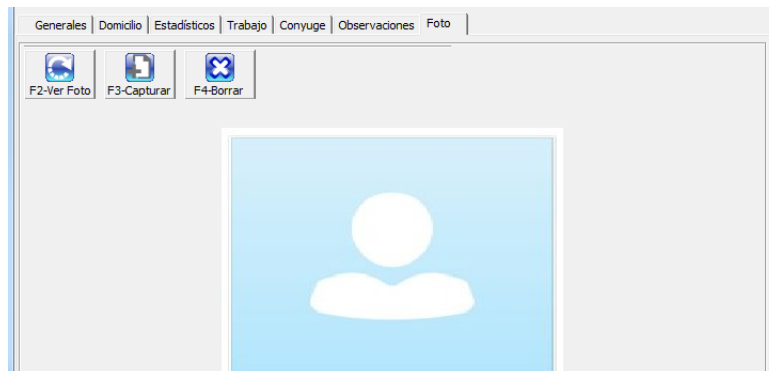 Generales Domicilio Estadísticos Trabajo Conyuge Observaciones Foto
F2-Ver Foto F3-Capturar F4-Borrar